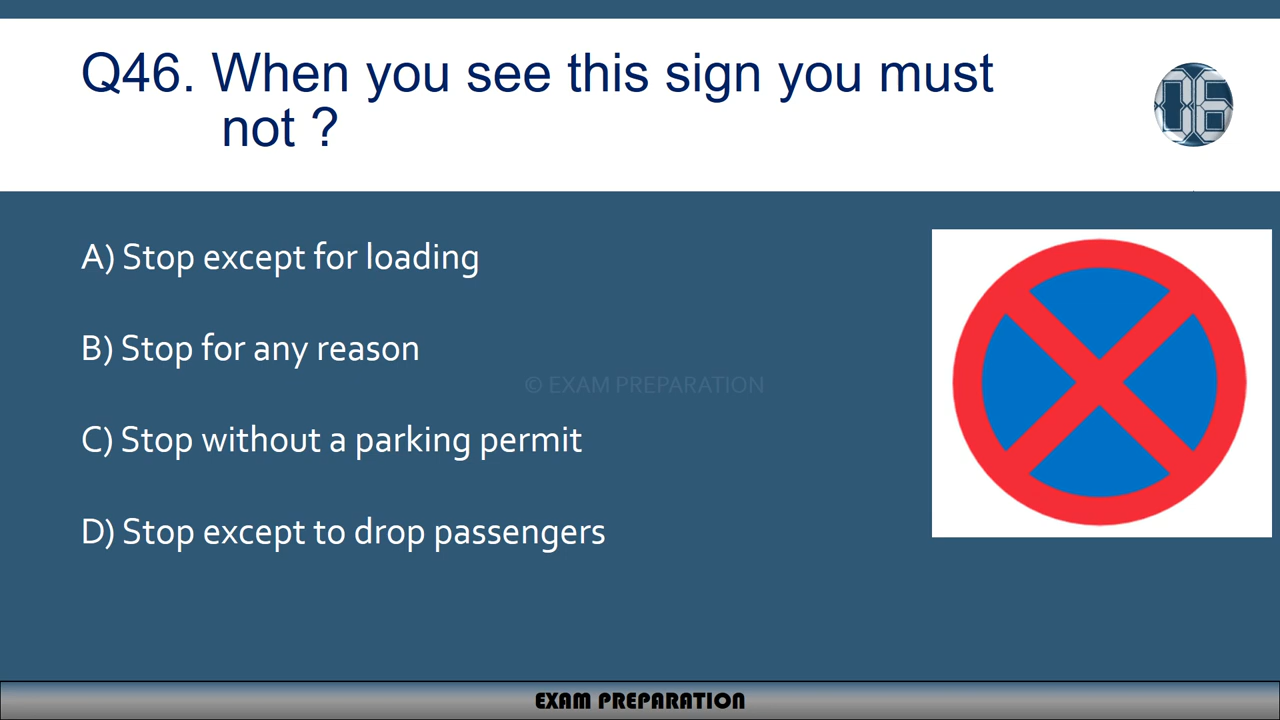 Q46. When you see this sign you must
not ?
06
A) Stop except for loading
B) Stop for any reason
© EXAM PREPARATION
C) Stop without a parking permit
D) Stop except to drop passengers
EXAM PREPARATION